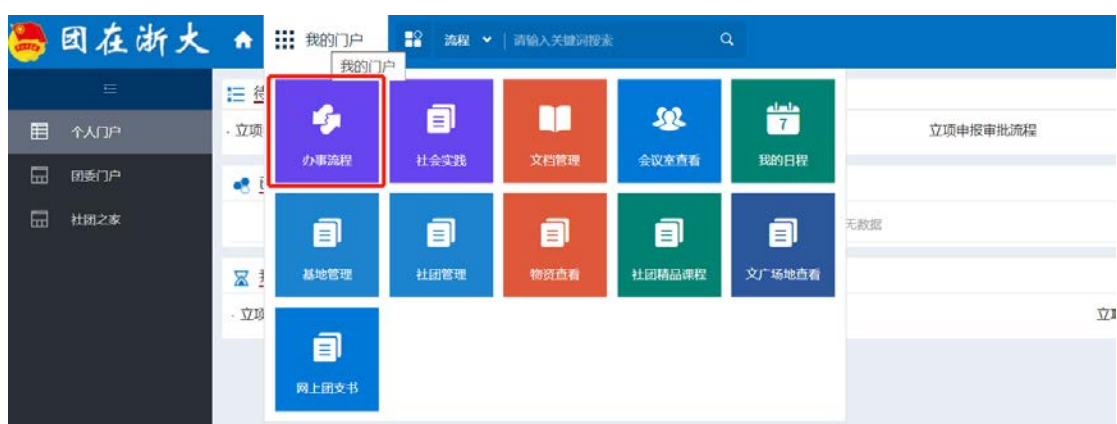 团在浙大
我的门户
流程
请输入关键词搜索
我的门户
个人门户
团委门户
社团之家
立项
立项申报审批流程
无数据
立项
办事流程
社会实践
文档管理
会议室查看
7
我的日程
基地管理
社团管理
物资查看
社团精品课程
文广场地查看
网上团支书